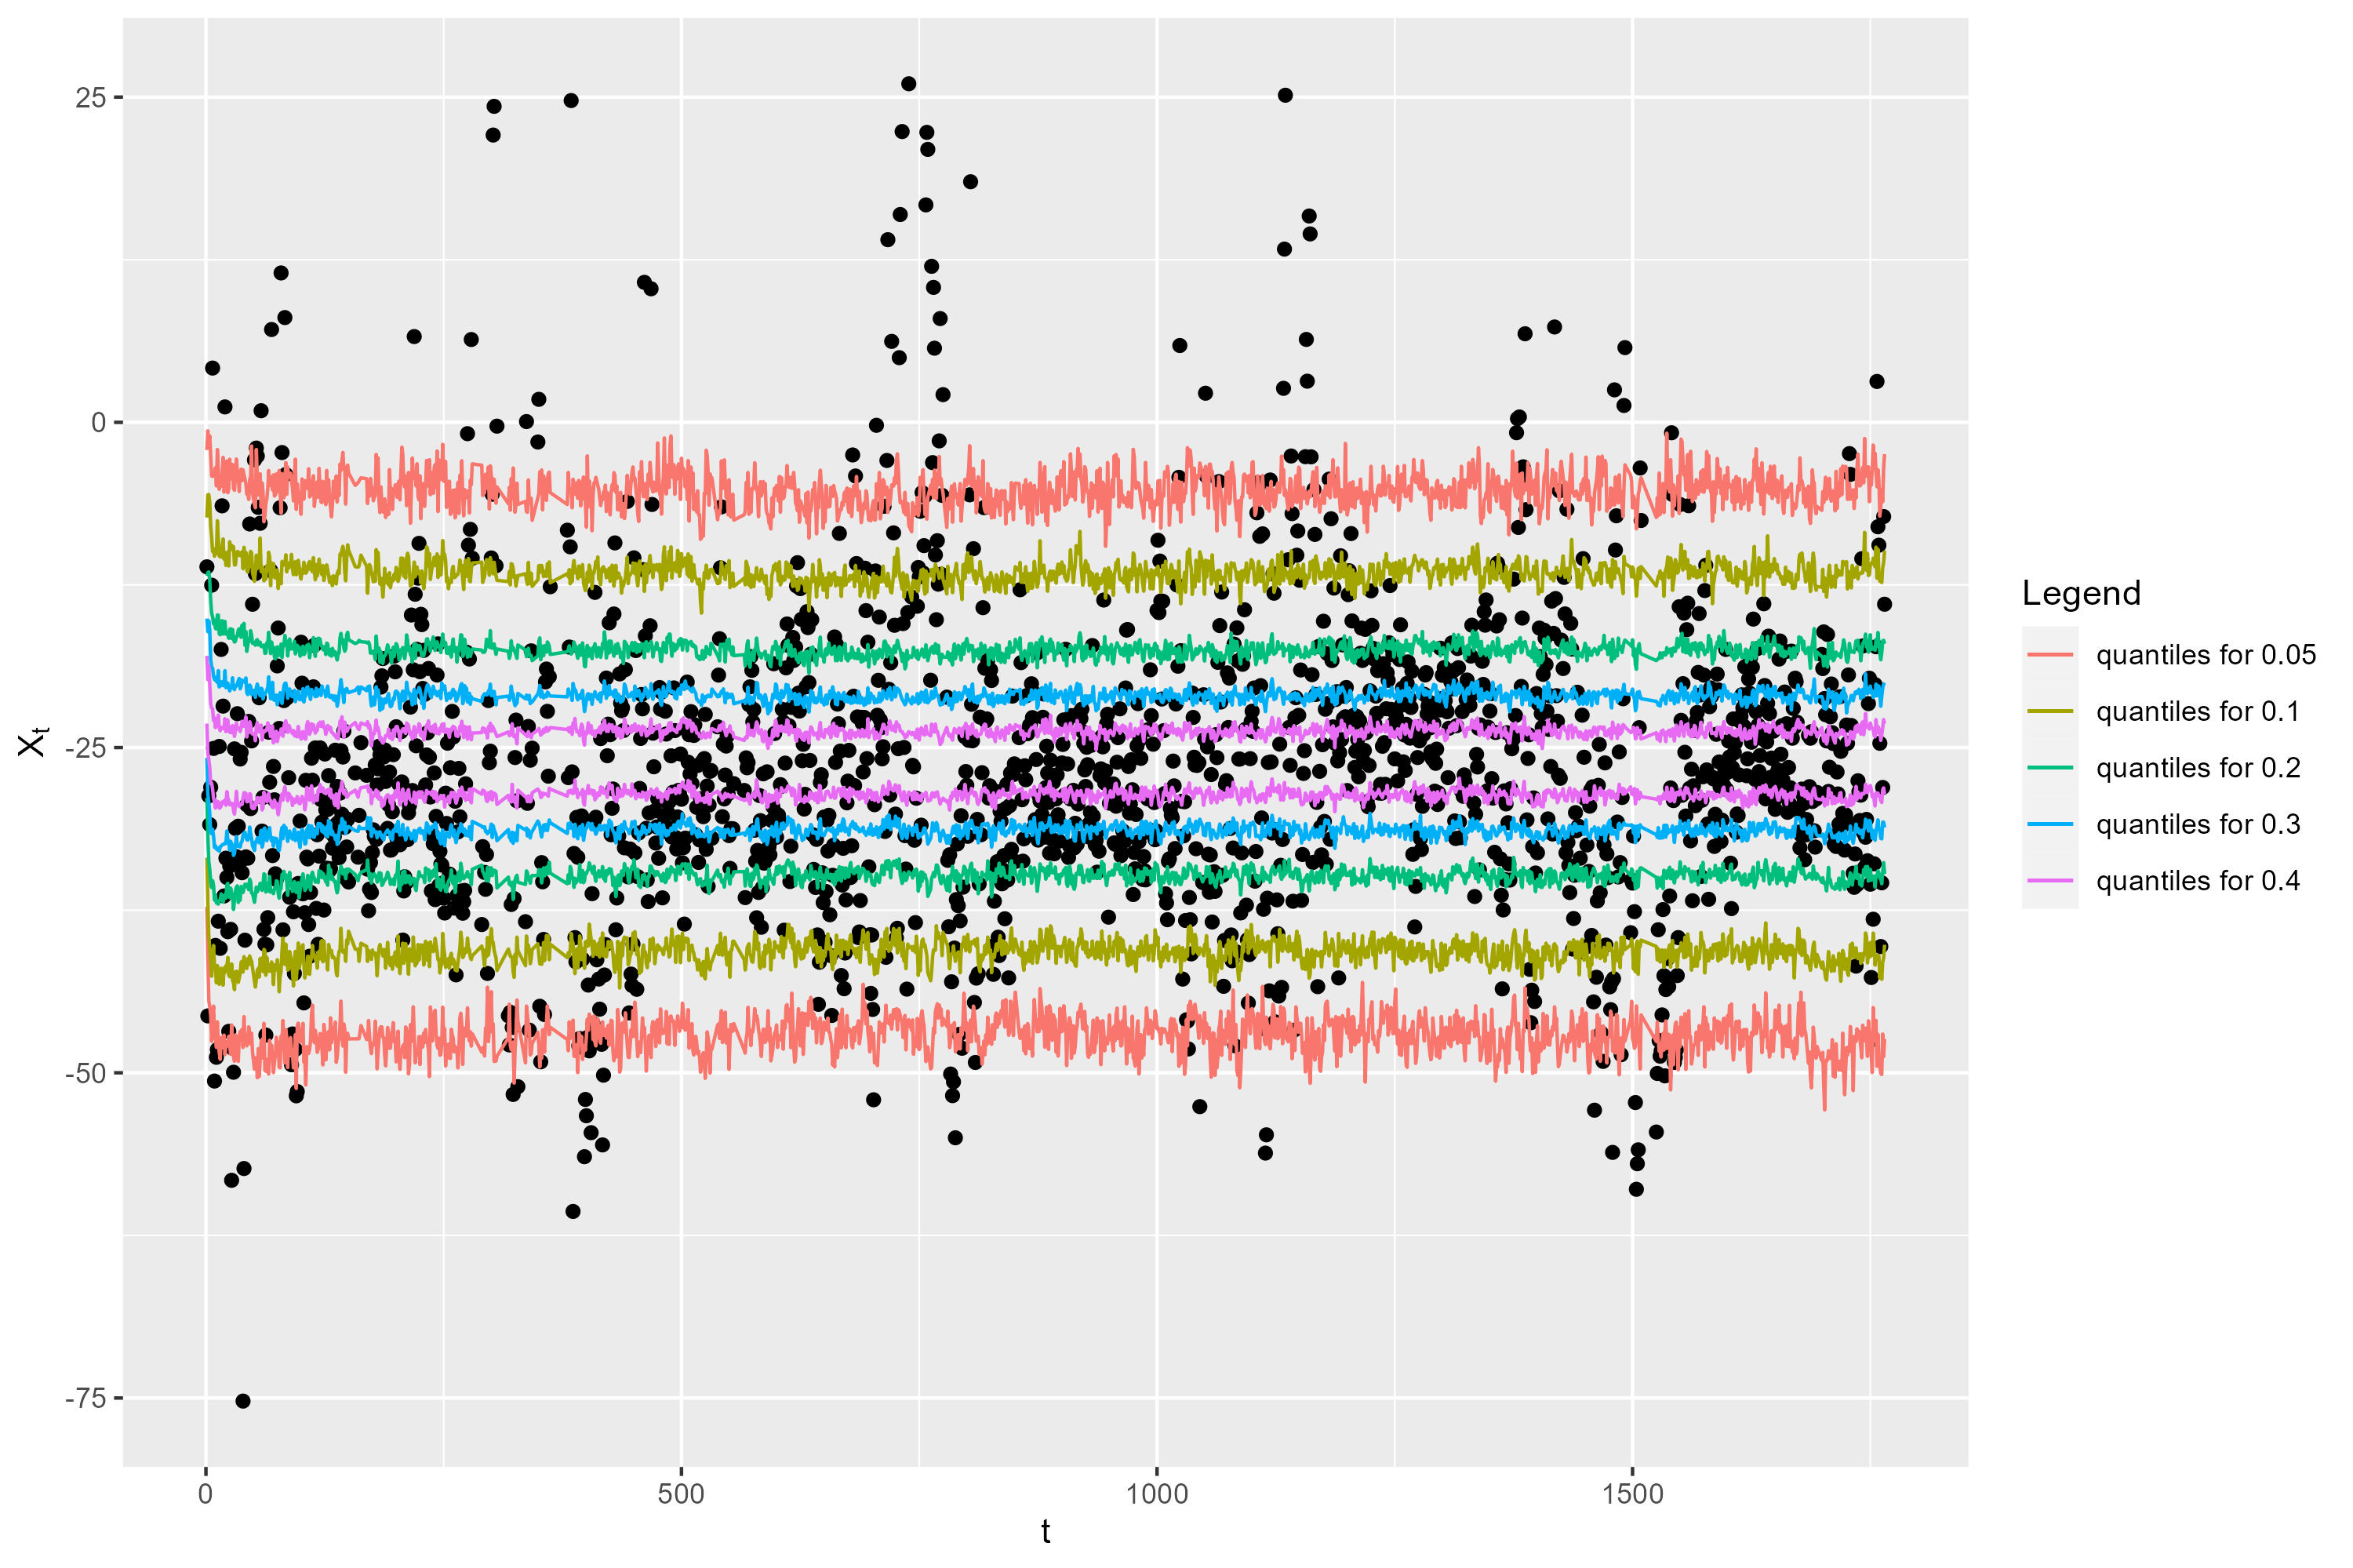 25
0
-25
-50
-75
Xt
0 500 1000 1500
t
Legend
quantiles for 0.05
quantiles for 0.1
quantiles for 0.2
quantiles for 0.3
quantiles for 0.4